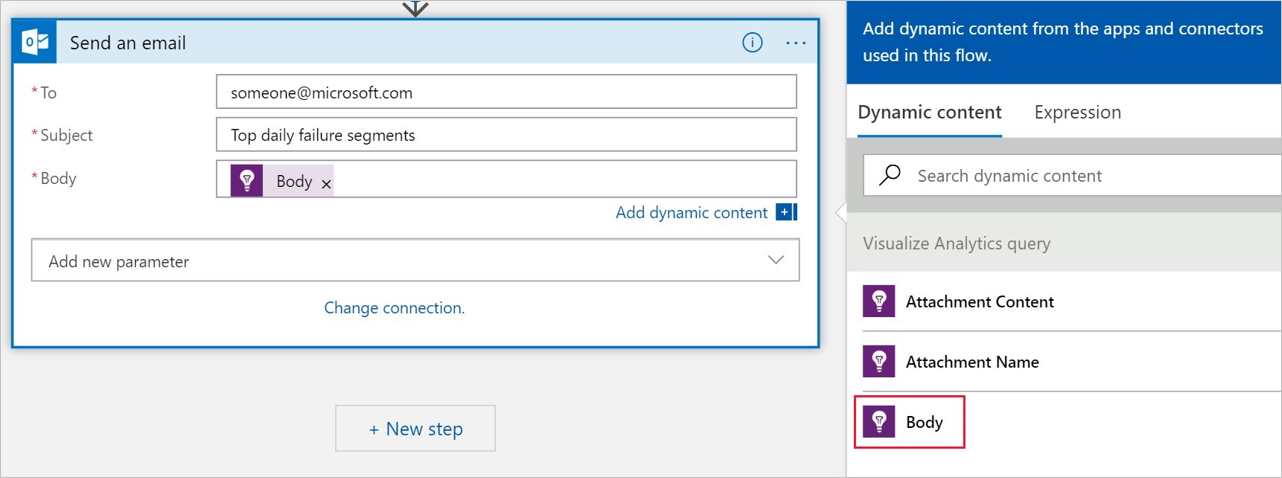 Send an email
* To
someone@microsoft.com
* Subject
Top daily failure segments
* Body
Body ×
Add dynamic content +
Add new parameter
Change connection.
+ New step
Add dynamic content from the apps and connectors
used in this flow.
Dynamic content Expression
Search dynamic content
Visualize Analytics query
Attachment Content
Attachment Name
Body